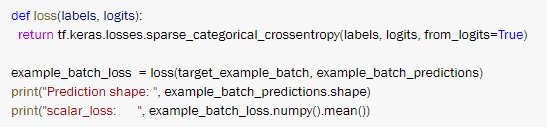 def loss(labels, logits):
  return tf.keras.losses.sparse_categorical_crossentropy(labels, logits, from_logits=True)

example_batch_loss  = loss(target_example_batch, example_batch_predictions)
print("Prediction shape: ", example_batch_predictions.shape)
print("scalar_loss:      ", example_batch_loss.numpy().mean())